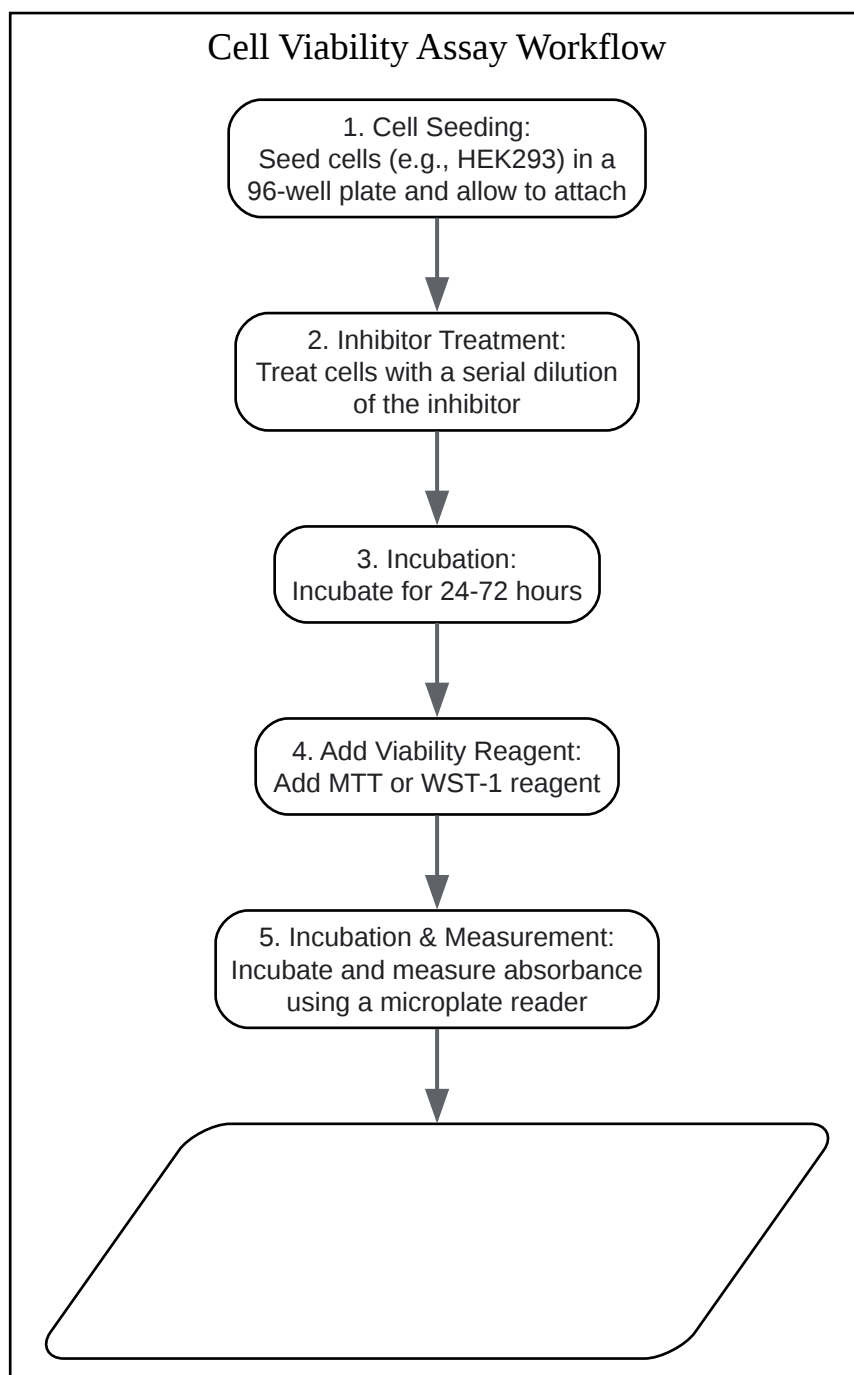 Cell Viability Assay Workflow
1. Cell Seeding:
Seed cells (e.g., HEK293) in a
96-well plate and allow to attach
2. Inhibitor Treatment:
Treat cells with a serial dilution
of the inhibitor
3. Incubation:
Incubate for 24-72 hours
4. Add Viability Reagent:
Add MTT or WST-1 reagent
5. Incubation & Measurement:
Incubate and measure absorbance
using a microplate reader